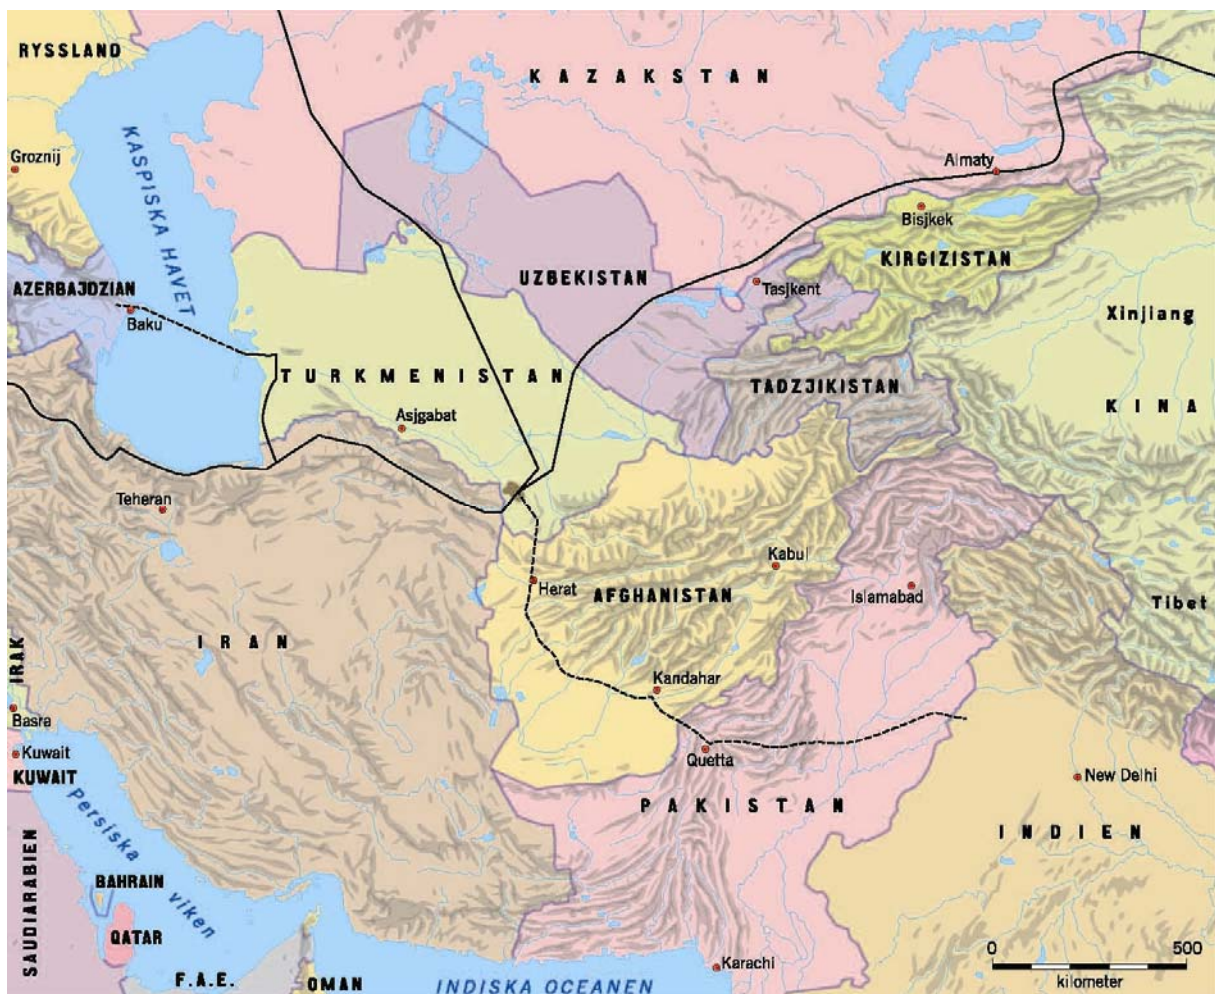 RYSSLAND
KAZAKSTAN
Groznij
KASPISKA HAVET
Almaty
Bisjkek
KIRGIZISTAN
AZERBAJDZIAN
Baku
UZBEKISTAN
Tasjkent
Xinjiang
TURKMENISTAN
TADZJIKISTAN
Asjgabat
KINA
Teheran
Kabul
Herat
AFGHANISTAN
Islamabad
Tibet
IRAN
IRAK
Kandahar
Basra
Kuwait
KUWAIT
Quetta
New Delhi
PAKISTAN
INDIEN
Persiska viken
SAUDIARABIEN
BAHRAIN
QATAR
F.A.E.
OMAN
INDISKA OCEANEN
Karachi
0 500
kilometer